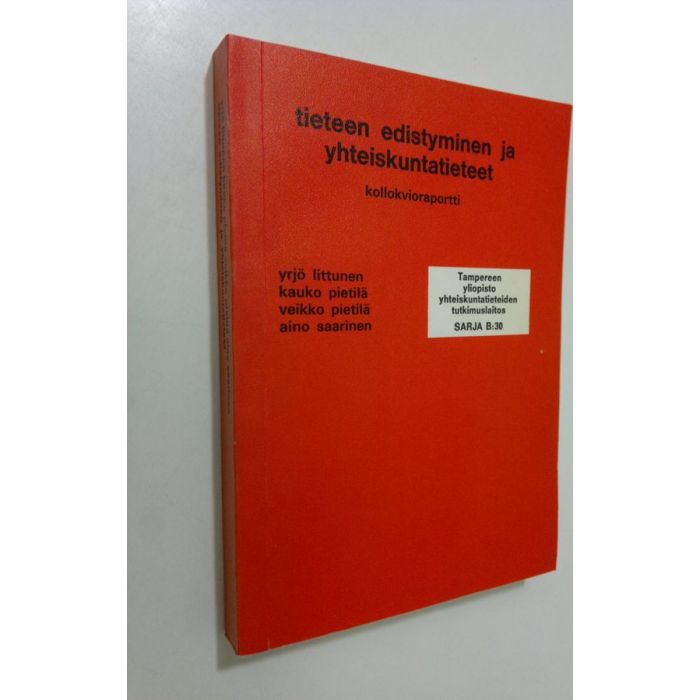 tieteen edistyminen ja
yhteiskuntatieteet
kollokvioraportti
yrjö littunen
kauko pietilä
veikko pietilä
aino saarinen
Tampereen
yliopisto
yhteiskuntatieteiden
tutkimuslaitos
SARJA B:30